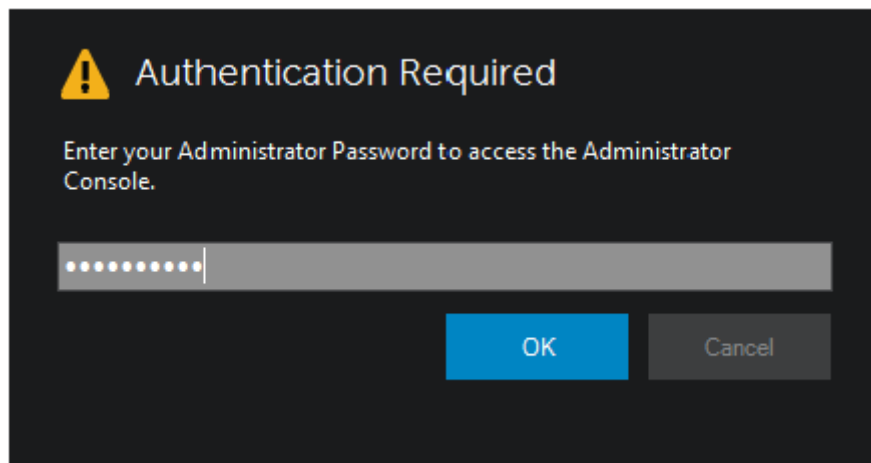 Authentication Required
Enter your Administrator Password to access the Administrator
Console.
••••••••••
OK
Cancel